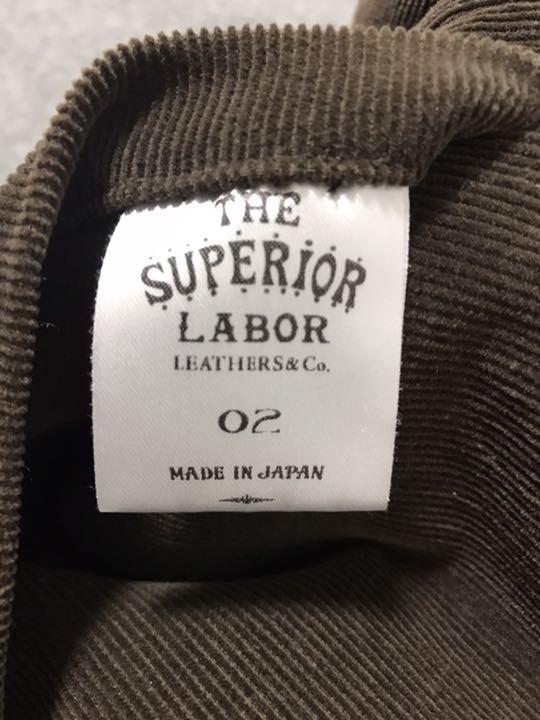 THE
SUPERIOR
LABOR
LEATHERS & Co.
02
MADE IN JAPAN